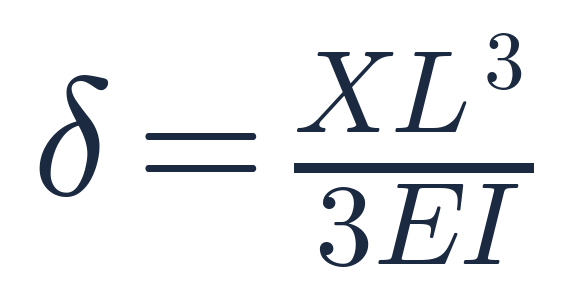 δ = XL³ / 3EI